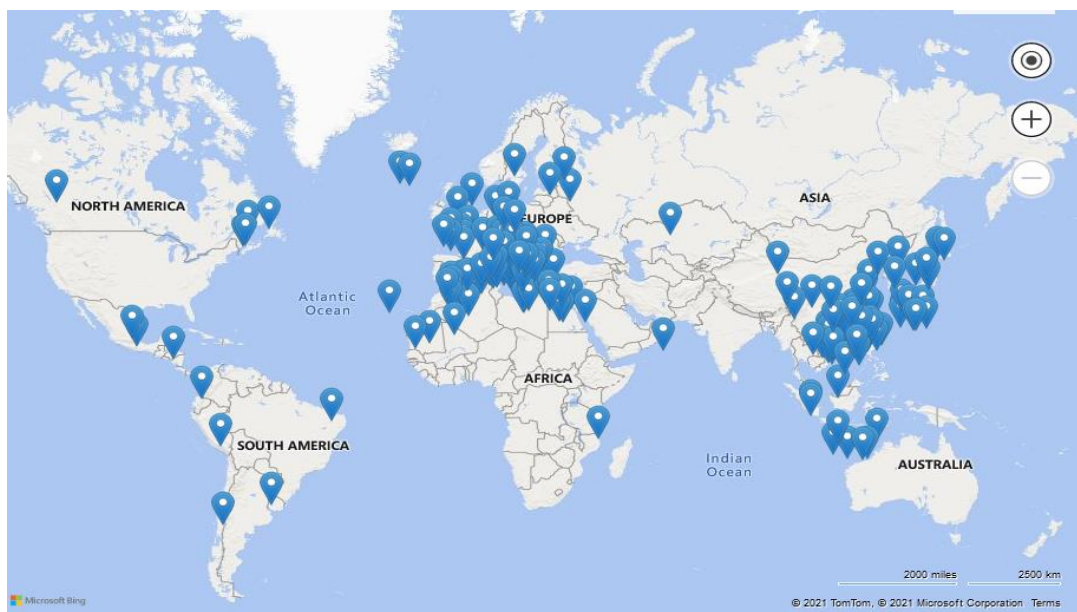 ASIA
NORTH AMERICA
EUROPE
Atlantic
Ocean
AFRICA
SOUTH AMERICA
Indian
Ocean
AUSTRALIA
2000 miles
2500 km
Microsoft Bing
© 2021 TomTom, © 2021 Microsoft Corporation Terms